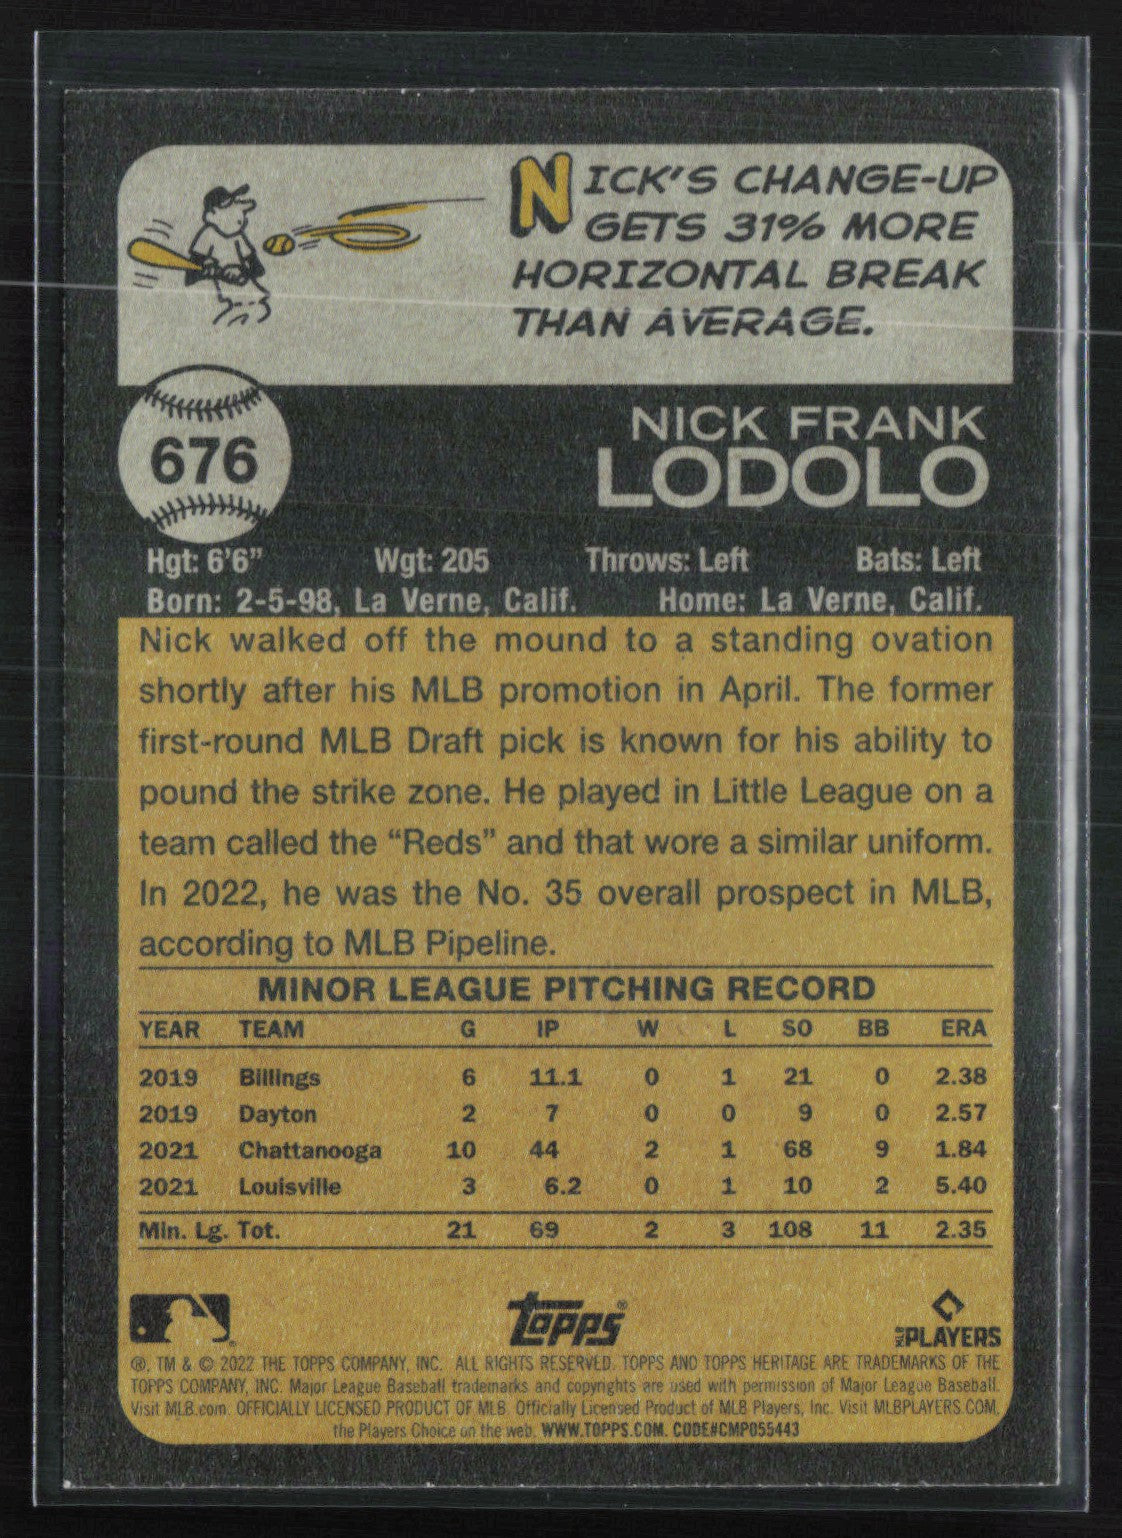 NICK'S CHANGE-UP
GETS 31% MORE
HORIZONTAL BREAK
THAN AVERAGE.
676
NICK FRANK
LODOLO
Hgt: 6'6" Wgt: 205 Throws: Left Bats: Left
Born: 2-5-98, La Verne, Calif. Home: La Verne, Calif.
Nick walked off the mound to a standing ovation
shortly after his MLB promotion in April. The former
first-round MLB Draft pick is known for his ability to
pound the strike zone. He played in Little League on a
team called the “Reds” and that wore a similar uniform.
In 2022, he was the No. 35 overall prospect in MLB,
according to MLB Pipeline.
MINOR LEAGUE PITCHING RECORD
YEAR TEAM G IP W L SO BB ERA
2019 Billings 6 11.1 0 1 21 0 2.38
2019 Dayton 2 7 0 0 9 0 2.57
2021 Chattanooga 10 44 2 1 68 9 1.84
2021 Louisville 3 6.2 0 1 10 2 5.40
Min. Lg. Tot. 21 69 2 3 108 11 2.35
Topps®
MLB PLAYERS
®, TM & © 2022 THE TOPPS COMPANY, INC. ALL RIGHTS RESERVED. TOPPS AND TOPPS HERITAGE ARE TRADEMARKS OF THE
TOPPS COMPANY, INC. Major League Baseball trademarks and copyrights are used with permission of Major League Baseball.
Visit MLB.com. OFFICIALLY LICENSED PRODUCT OF MLB. Officially Licensed Product of MLB Players, Inc. Visit MLBPLAYERS.COM,
the Players Choice on the web. WWW.TOPPS.COM. CODE#CMP055443